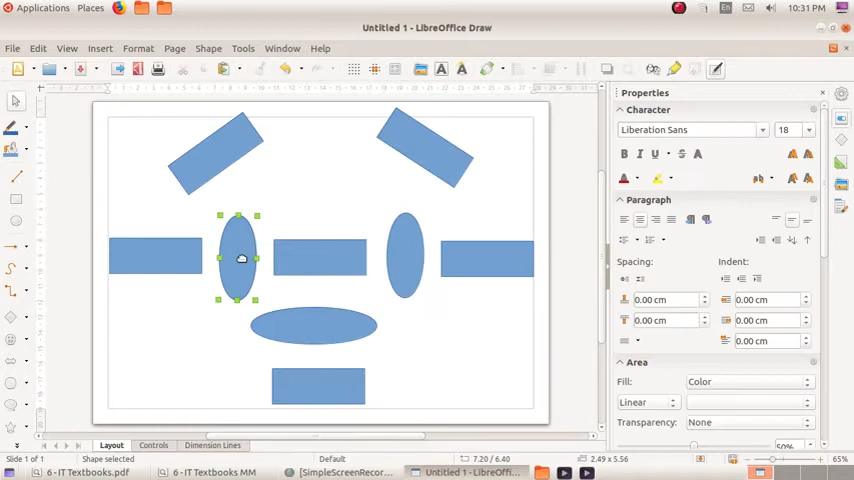 Applications Places En 10:31 PM
Untitled 1 - LibreOffice Draw
File Edit View Insert Format Page Shape Tools Window Help
Properties
Character
Liberation Sans 18
Paragraph
Spacing: Indent:
0.00 cm 0.00 cm
0.00 cm 0.00 cm
0.00 cm
Area
Fill: Color
Linear
Transparency: None
50%
Layout Controls Dimension Lines
Slide 1 of 1 Shape selected Default 7.20 / 6.40 2.49 x 5.56 65%
6 - IT Textbooks.pdf 6 - IT Textbooks MM [SimpleScreenRecor... Untitled 1 - LibreOffi...